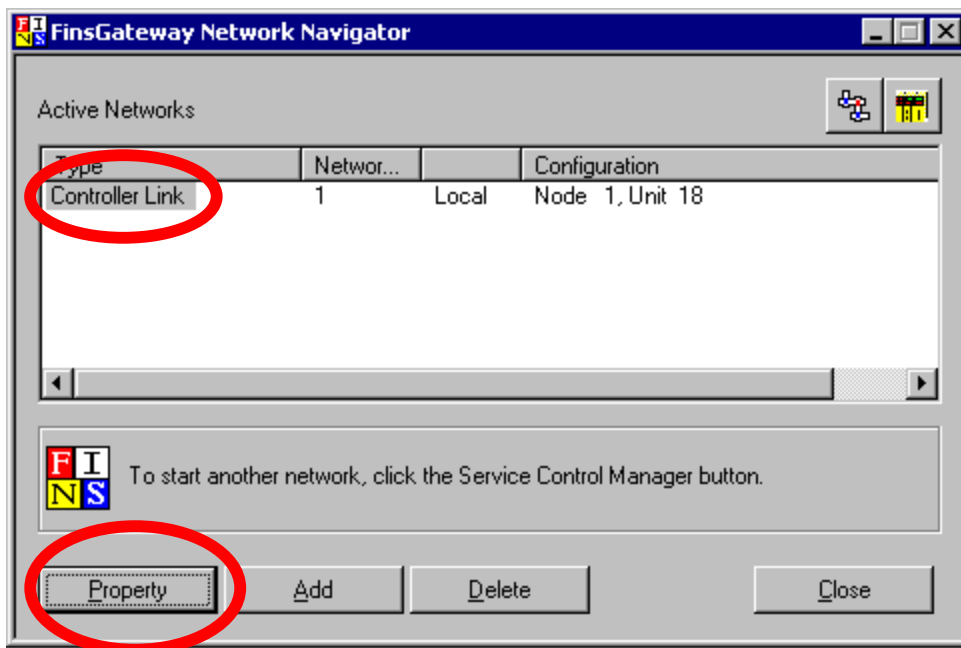 F I N S FinsGateway Network Navigator
Active Networks
Type Networ... Configuration
Controller Link 1 Local Node 1, Unit 18
F I
N S
To start another network, click the Service Control Manager button.
Property Add Delete Close